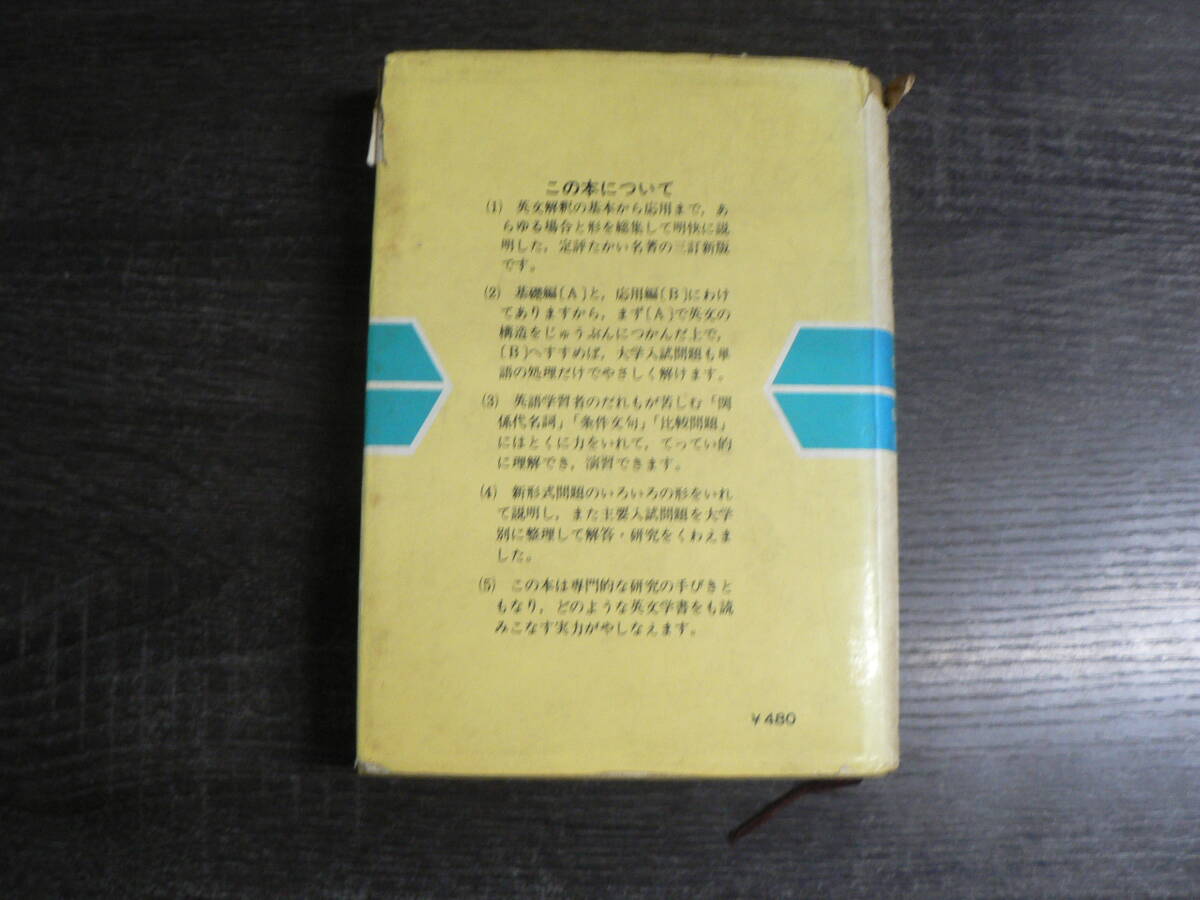 この本について
(1) 英文解釈の基本から応用まで，あ
らゆる場合と形を総集して明快に説
明した，定評たかい名著の三訂新版
です。
(2) 基礎編〔A〕と，応用編〔B〕にわけ
てありますから，まず〔A〕で英文の
構造をじゅうぶんにつかんだ上で，
〔B〕へすすめば，大学入試問題も単
語の処理だけでやさしく解けます。
(3) 英語学習者のだれもが苦しむ「関
係代名詞」「条件文句」「比較問題」
にはとくに力をいれて，てってい的
に理解でき，演習できます。
(4) 新形式問題のいろいろの形をいれ
て説明し，また主要入試問題を大学
別に整理して解答・研究をくわえま
した。
(5) この本は専門的な研究の手びきと
もなり，どのような英文学書をも読
みこなす実力がやしなえます。
¥480